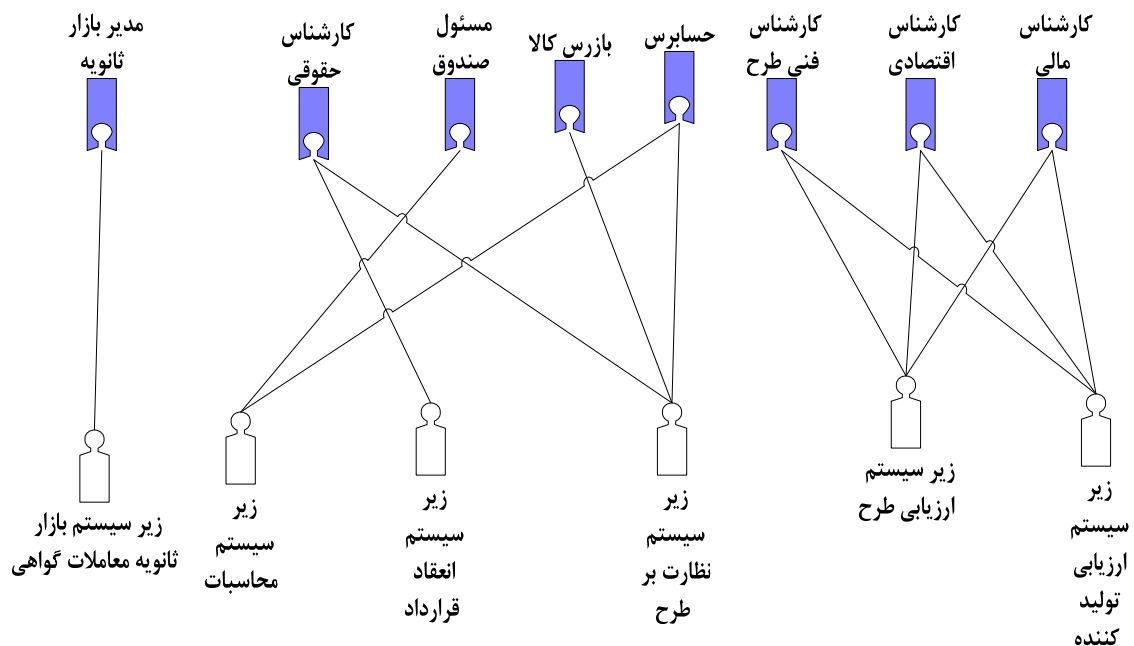 کارشناس
مالی
کارشناس
اقتصادی
کارشناس
فنی طرح
حسابرس
بازرس کالا
مسئول
صندوق
کارشناس
حقوقی
مدیر بازار
ثانویه
زیر
سیستم
ارزیابی
تولید
کننده
زیر سیستم
ارزیابی طرح
زیر
سیستم
نظارت بر
طرح
زیر
سیستم
انعقاد
قرارداد
زیر
سیستم
محاسبات
زیر سیستم بازار
ثانویه معاملات گواهی